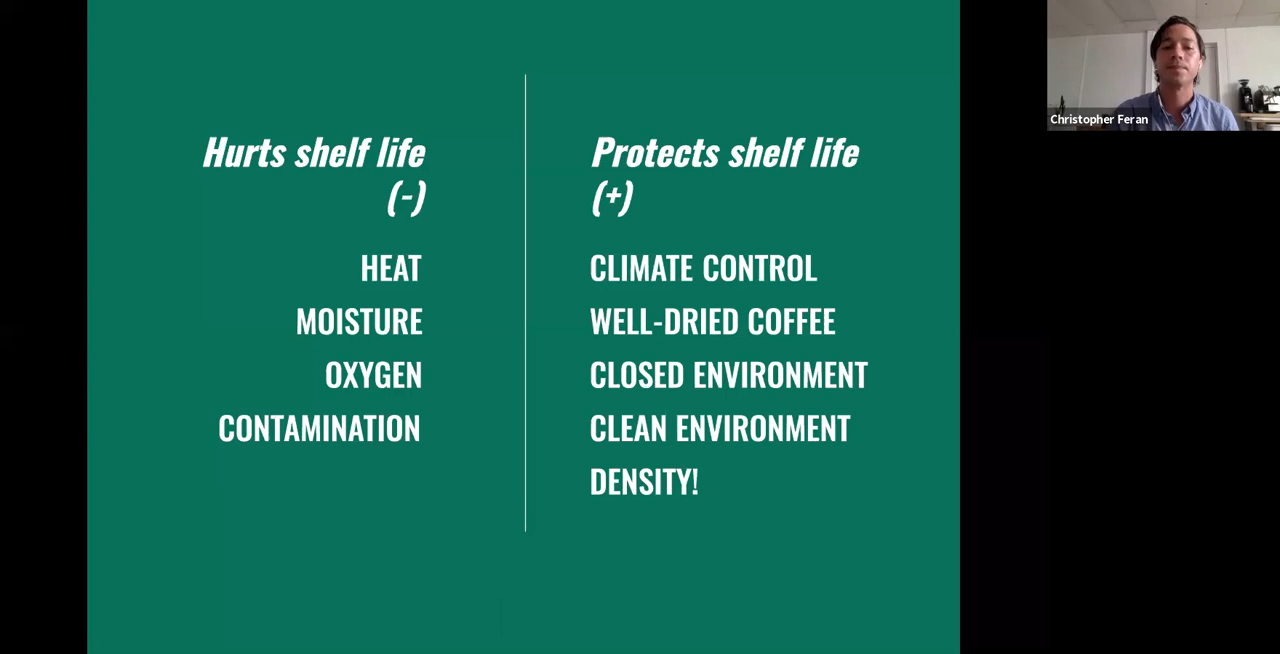 Hurts shelf life
(-)
HEAT
MOISTURE
OXYGEN
CONTAMINATION
Protects shelf life
(+)
CLIMATE CONTROL
WELL-DRIED COFFEE
CLOSED ENVIRONMENT
CLEAN ENVIRONMENT
DENSITY!
Christopher Feran